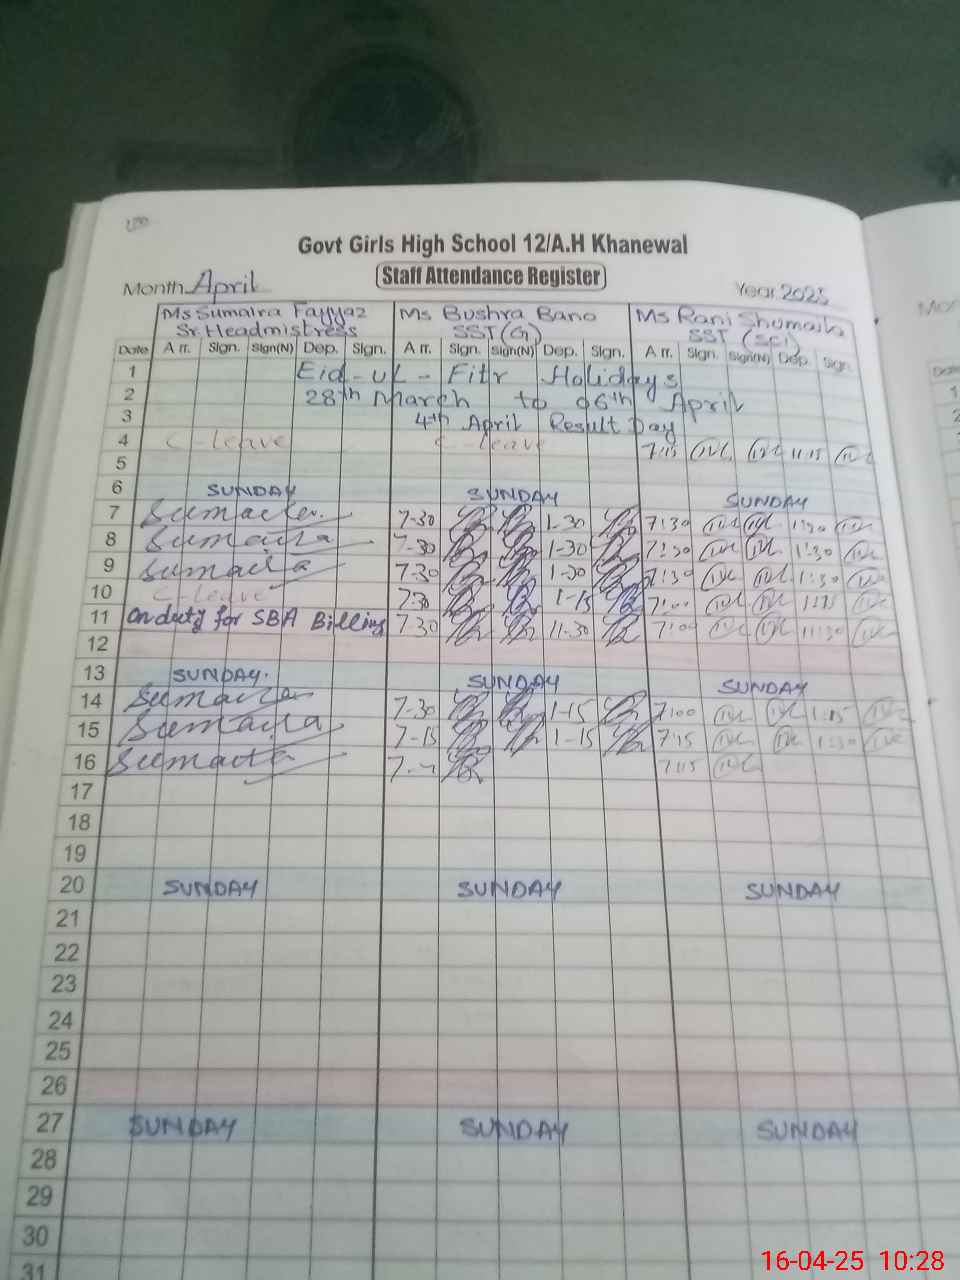 Govt Girls High School 12/A.H Khanewal
Staff Attendance Register
Month April Year 2025
Ms Sumaira Fayyaz Ms Bushra Bano Ms Rani Shumaila
Sr. Headmistress SST (G) SST (SCI)
Date Arr. Sign. Sign(N) Dep. Sign. Arr. Sign. Sign(N) Dep. Sign. Arr. Sign. Sign(N) Dep. Sign.
1 Eid-ul-Fitr Holidays
2 28th March to 06th April
3 4th April Result Day
4 C-leave C-leave 7:15 11:15
5
6 SUNDAY SUNDAY SUNDAY
7 Sumaira 7-30 1-30 7:30 1:30
8 Sumaira 7-30 1-30 7:30 1:30
9 Sumaira 7-30 1-30 7:30 1:30
10 C-leave 7-30 1-15 7:00
11 On duty for SBA Billing 7-30 11-30 7:00 11:30
12
13 SUNDAY. SUNDAY SUNDAY
14 Sumaira 7-30 1-15 7:00 1:15
15 Sumaira 7-15 1-15 7:15 1:30
16 Sumaira 7:15
17
18
19
20 SUNDAY SUNDAY SUNDAY
21
22
23
24
25
26
27 SUNDAY SUNDAY SUNDAY
28
29
30
31
16-04-25 10:28